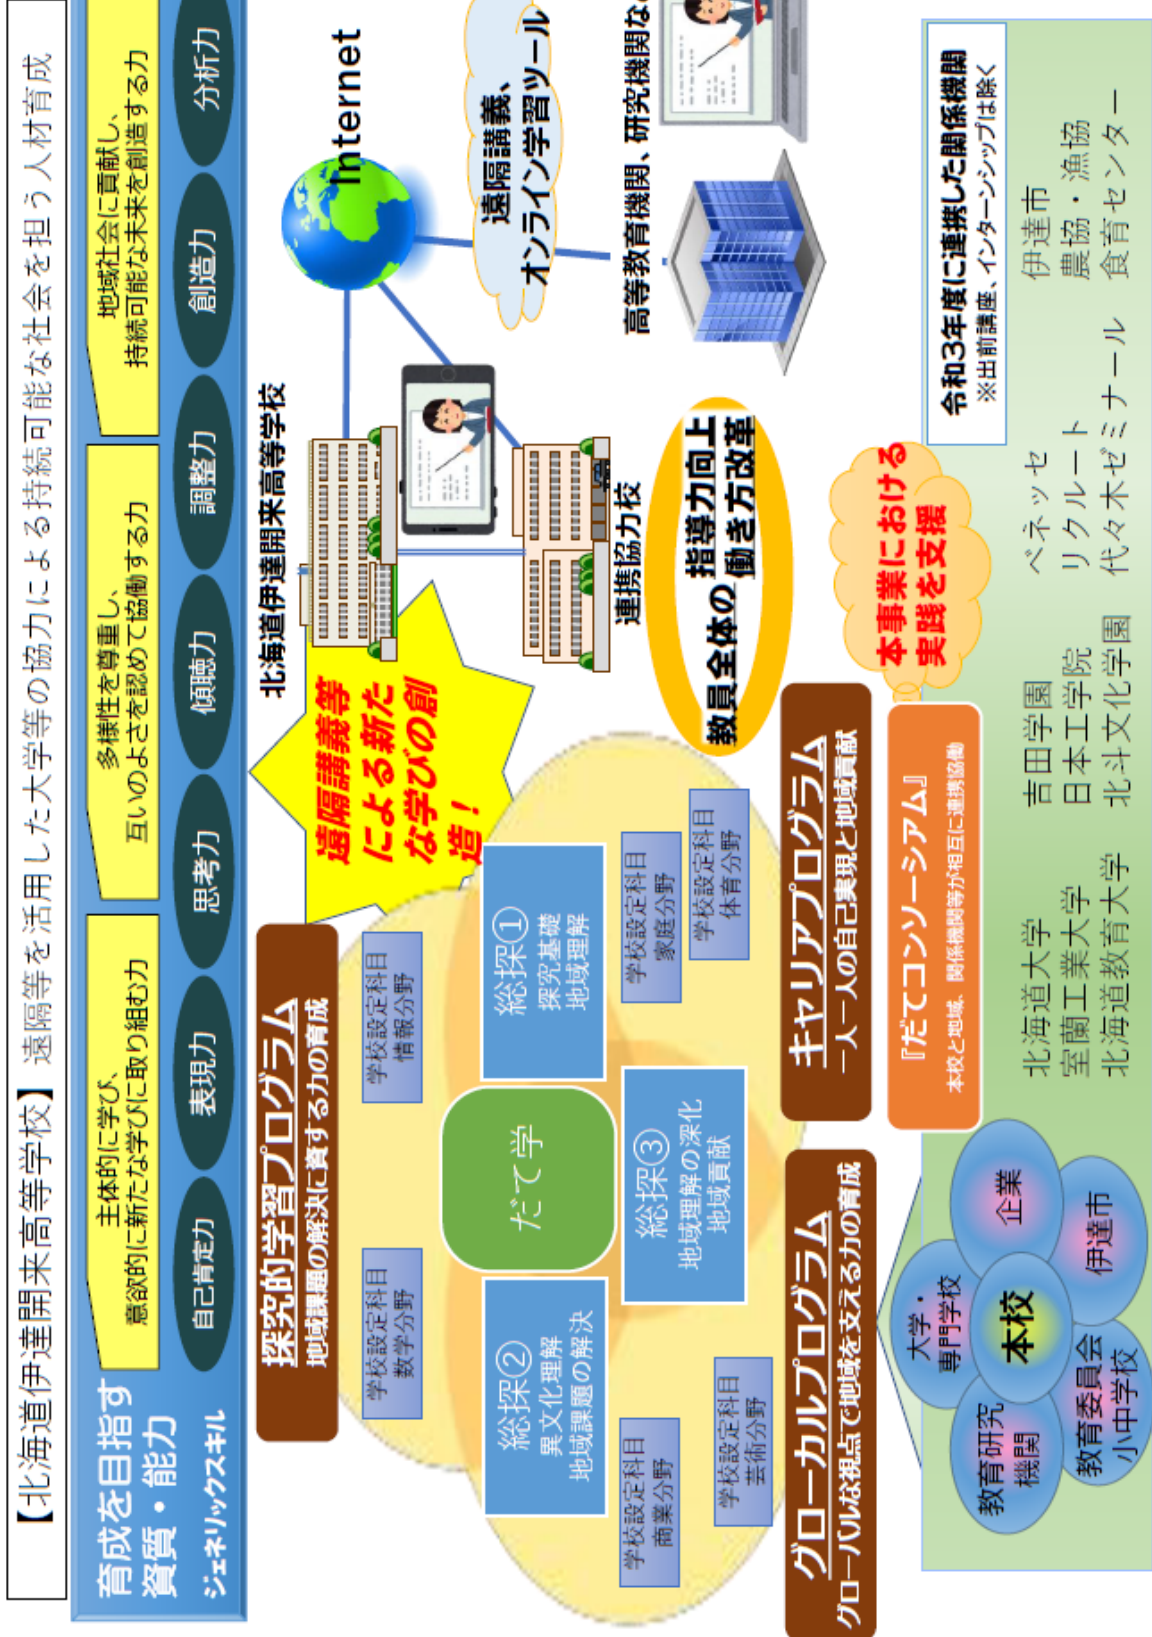 【北海道伊達開来高等学校】 遠隔等を活用した大学等の協力による持続可能な社会を担う人材育成
育成を目指す
資質・能力
ジェネリックスキル
主体的に学び、
意欲的に新たな学びに取り組む力
多様性を尊重し、
互いのよさを認めて協働する力
地域社会に貢献し、
持続可能な未来を創造する力
自己肯定力
表現力
思考力
傾聴力
調整力
創造力
分析力
探究的学習プログラム
地域課題の解決に資する力の育成
学校設定科目
数学分野
学校設定科目
情報分野
総探②
異文化理解
地域課題の解決
だて学
総探①
探究基礎
地域理解
総探③
地域理解の深化
地域貢献
学校設定科目
商業分野
学校設定科目
芸術分野
学校設定科目
家庭分野
学校設定科目
体育分野
グローカルプログラム
グローバルな視点で地域を支える力の育成
キャリアプログラム
一人一人の自己実現と地域貢献
遠隔講義等
による新た
な学びの創
造！
北海道伊達開来高等学校
連携協力校
Internet
遠隔講義、
オンライン学習ツール
高等教育機関、研究機関な
教員全体の
指導力向上
働き方改革
本事業における
実践を支援
『だてコンソーシアム』
本校と地域、関係機関等が相互に連携協働
大学・
専門学校
企業
本校
伊達市
教育研究
機関
教育委員会
小中学校
令和3年度に連携した関係機関
※出前講座、インターンシップは除く
北海道大学 吉田学園 ベネッセ 伊達市
室蘭工業大学 日本工学院 リクルート 農協・漁協
北海道教育大学 北斗文化学園 代々木ゼミナール 食育センター